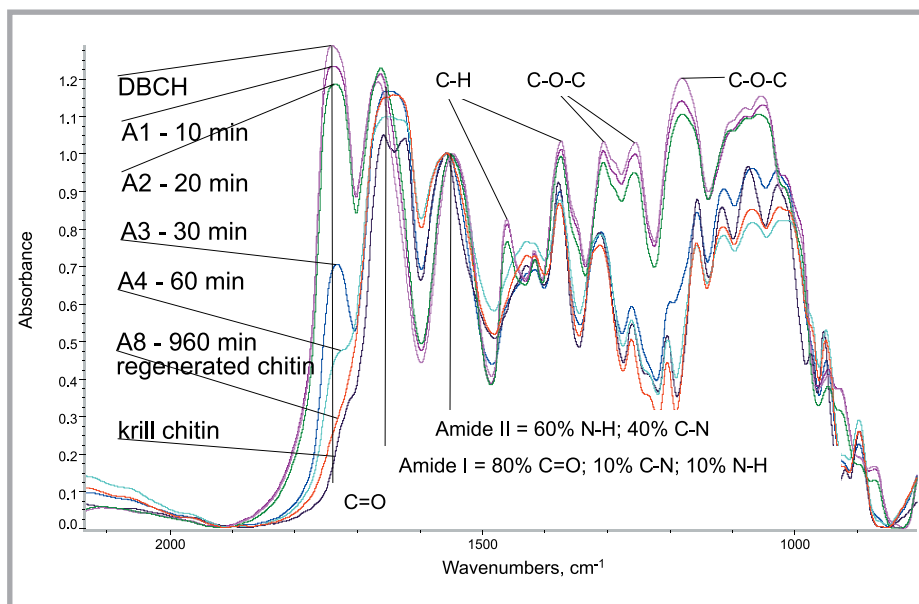 1.2
1.1
1.0
0.9
0.8
0.7
0.6
0.5
0.4
0.3
0.2
0.1
0.0
Absorbance
DBCH
A1 - 10 min
A2 - 20 min
A3 - 30 min
A4 - 60 min
A8 - 960 min
regenerated chitin
krill chitin
C=O
C-H
C-O-C
C-O-C
Amide II = 60% N-H; 40% C-N
Amide I = 80% C=O; 10% C-N; 10% N-H
2000
1500
1000
Wavenumbers, cm⁻¹